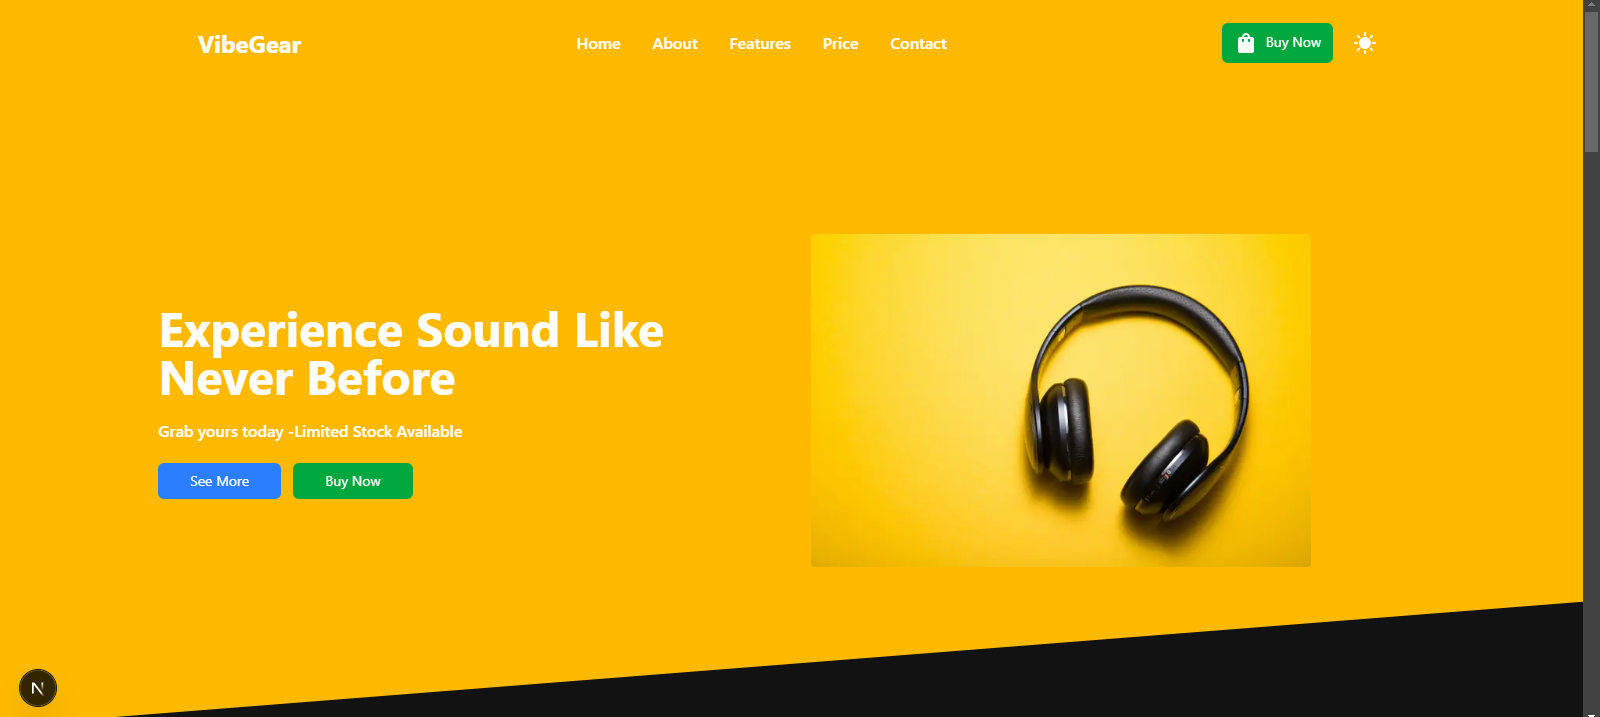 VibeGear
Home About Features Price Contact
Buy Now
Experience Sound Like
Never Before
Grab yours today -Limited Stock Available
See More
Buy Now
N